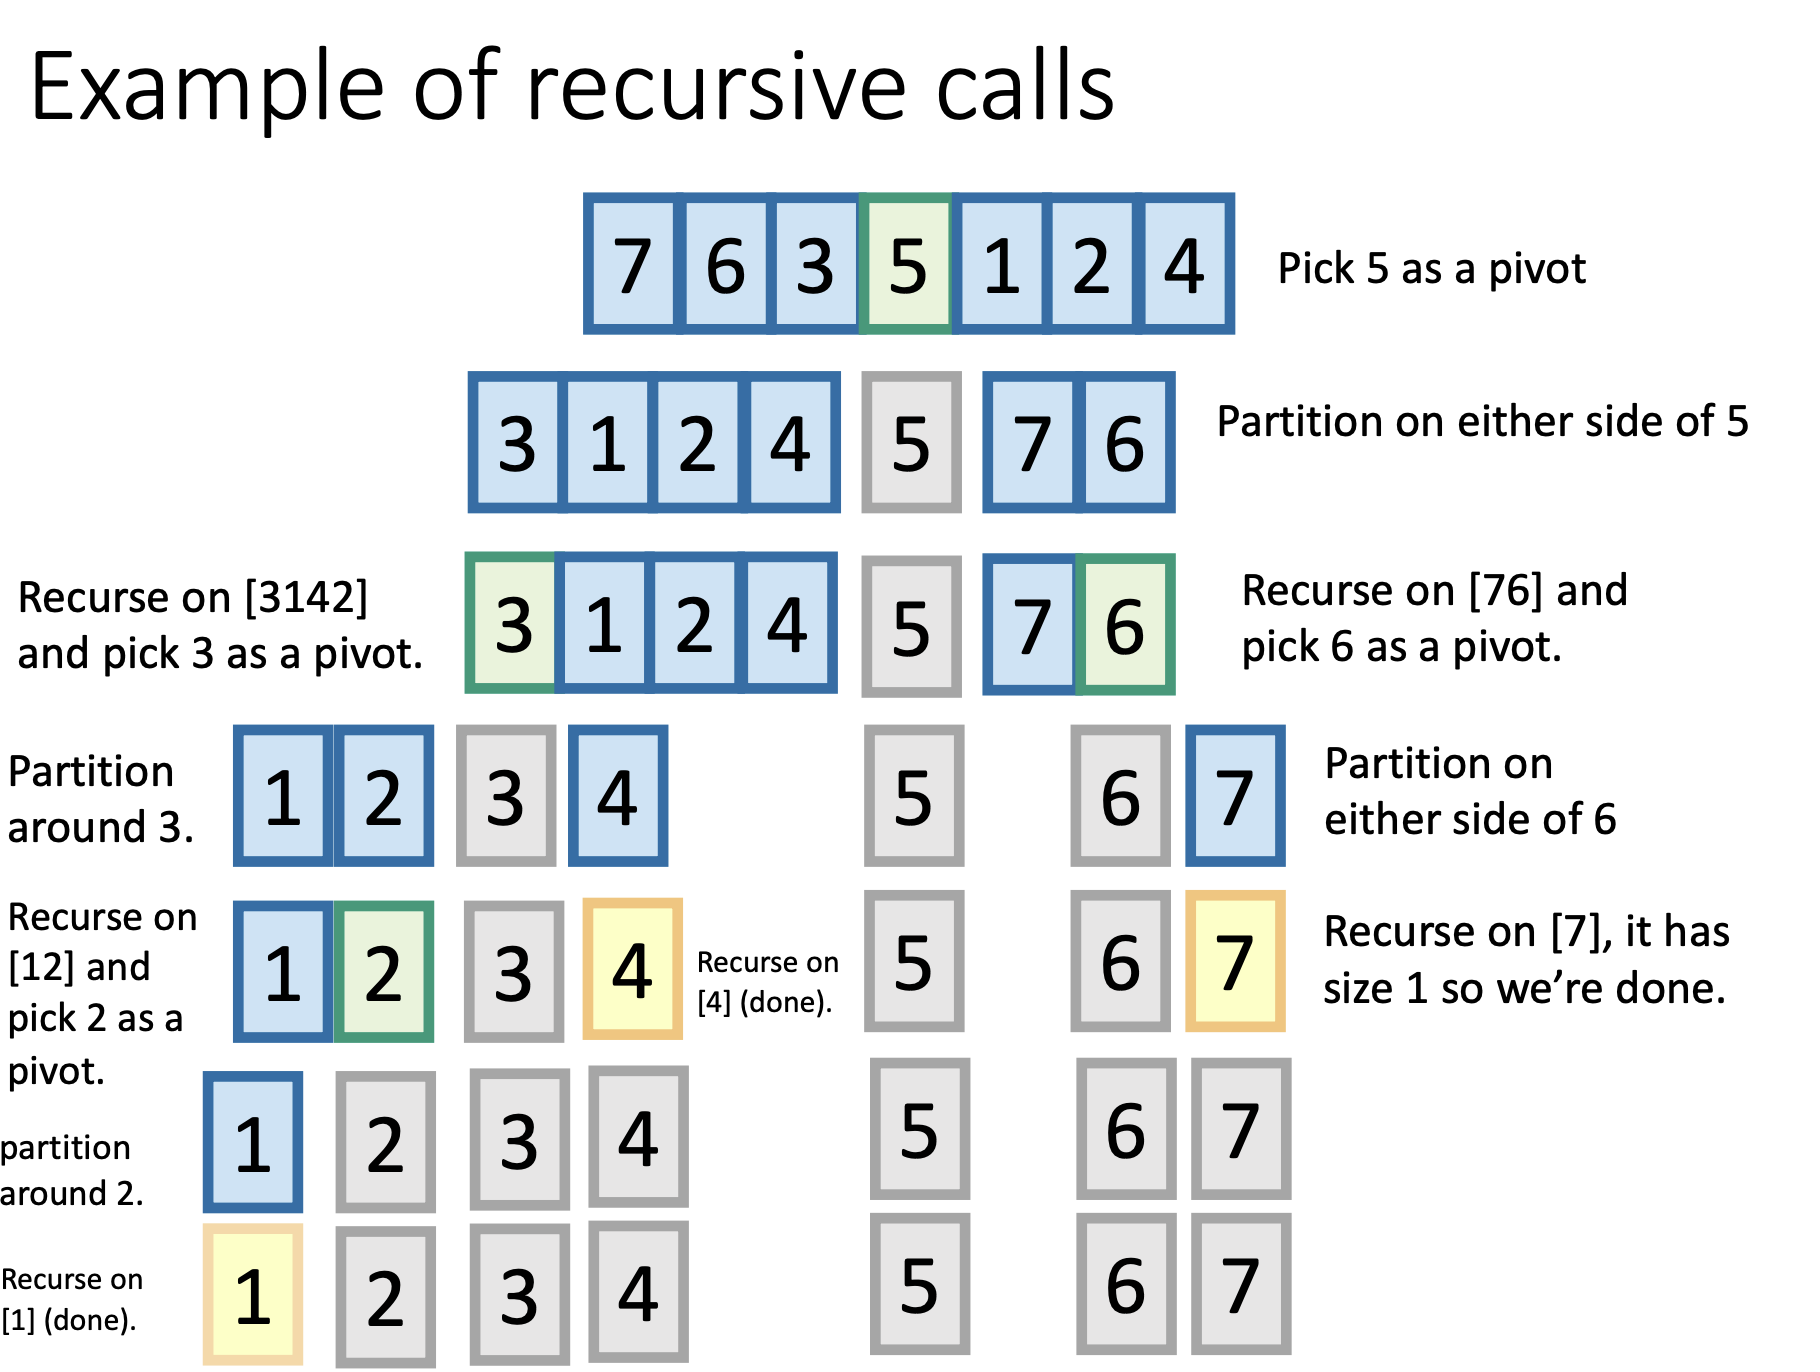 Example of recursive calls
7 6 3 5 1 2 4
Pick 5 as a pivot
3 1 2 4 5 7 6
Partition on either side of 5
Recurse on [3142]
and pick 3 as a pivot.
3 1 2 4 5 7 6
Recurse on [76] and
pick 6 as a pivot.
Partition
around 3.
1 2 3 4 5 6 7
Partition on
either side of 6
Recurse on
[12] and
pick 2 as a
pivot.
1 2 3 4
Recurse on
[4] (done).
5 6 7
Recurse on [7], it has
size 1 so we’re done.
partition
around 2.
1 2 3 4 5 6 7
Recurse on
[1] (done).
1 2 3 4 5 6 7